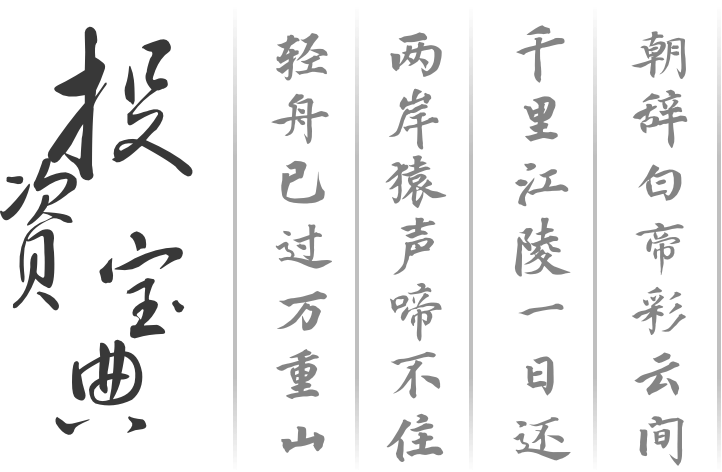 朝辞白帝彩云间
千里江陵一日还
两岸猿声啼不住
轻舟已过万重山
投資宝典